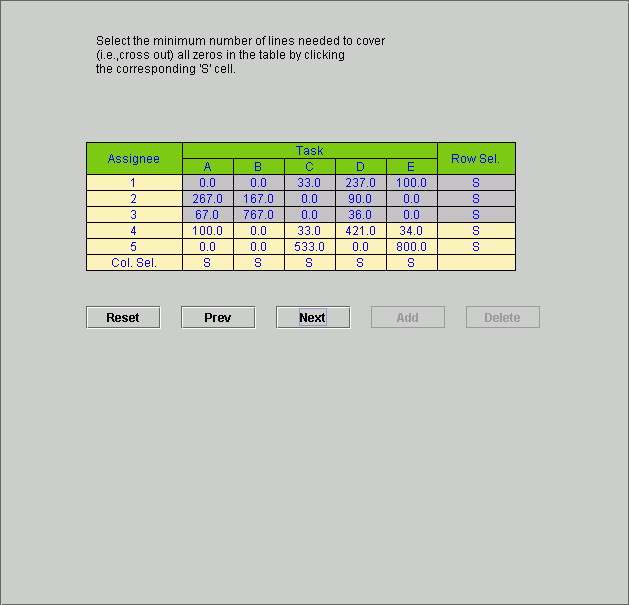 Select the minimum number of lines needed to cover
(i.e.,cross out) all zeros in the table by clicking
the corresponding 'S' cell.
Assignee Task Row Sel.
A B C D E
1 0.0 0.0 33.0 237.0 100.0 S
2 267.0 167.0 0.0 90.0 0.0 S
3 67.0 767.0 0.0 36.0 0.0 S
4 100.0 0.0 33.0 421.0 34.0 S
5 0.0 0.0 533.0 0.0 800.0 S
Col. Sel. S S S S S
Reset Prev Next Add Delete